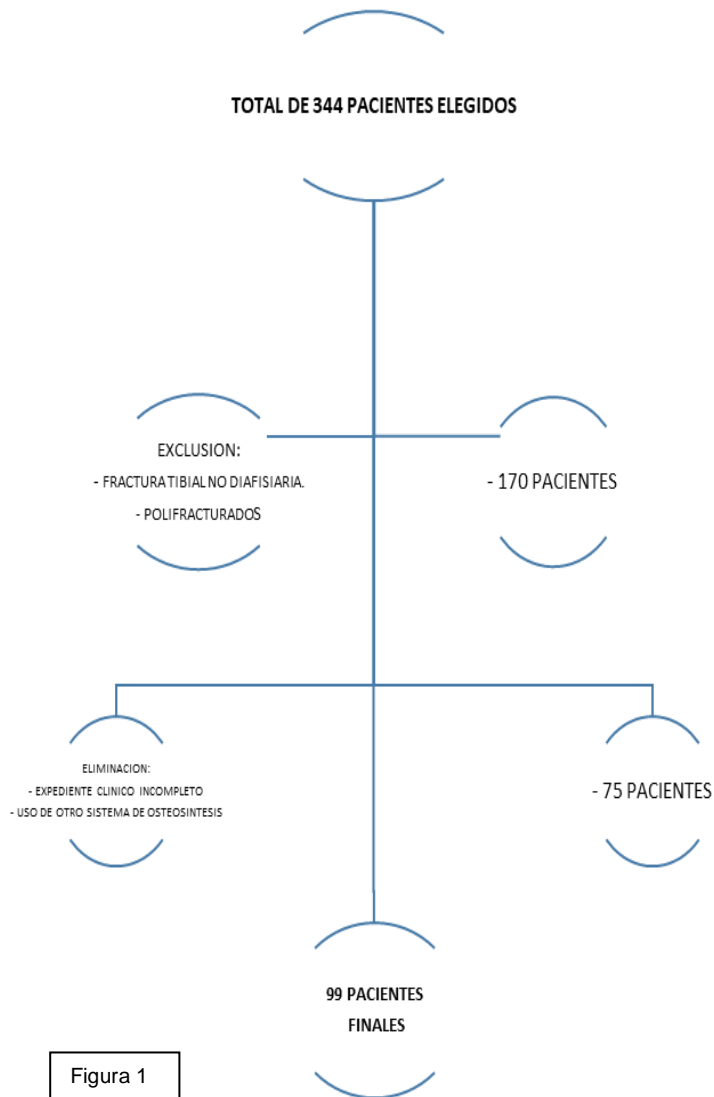 TOTAL DE 344 PACIENTES ELEGIDOS
EXCLUSION:
- FRACTURA TIBIAL NO DIAFISIARIA.
- POLIFRACTURADOS
- 170 PACIENTES
ELIMINACION:
- EXPEDIENTE CLINICO INCOMPLETO
- USO DE OTRO SISTEMA DE OSTEOSINTESIS
- 75 PACIENTES
99 PACIENTES
FINALES
Figura 1